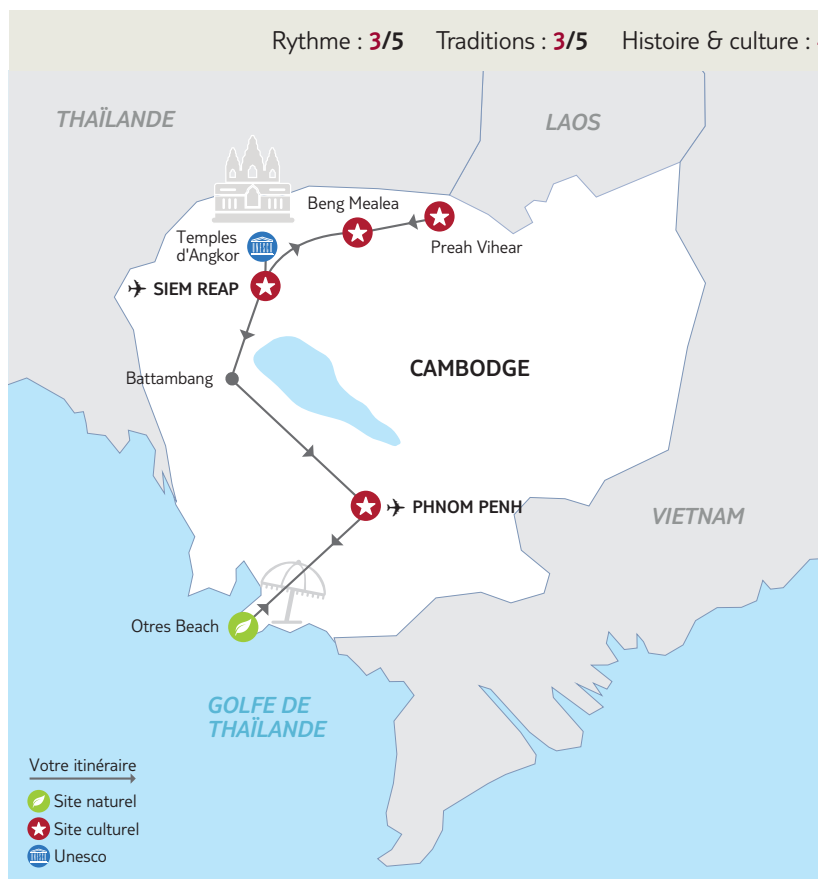 Rythme : 3/5 Traditions : 3/5 Histoire & culture :
THAÏLANDE
LAOS
Beng Mealea
Temples
d'Angkor
Preah Vihear
SIEM REAP
CAMBODGE
Battambang
PHNOM PENH
VIETNAM
Otres Beach
GOLFE DE
THAÏLANDE
Votre itinéraire
Site naturel
Site culturel
Unesco